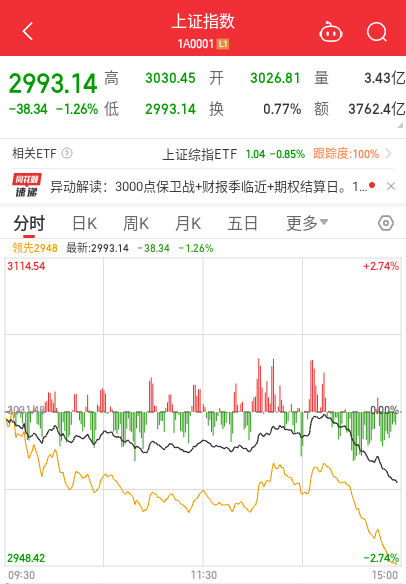 上证指数
1A0001 L1
2993.14 高 3030.45 开 3026.81 量 3.43亿
-38.34 -1.26% 低 2993.14 换 0.77% 额 3762.4亿
相关ETF ? 上证综指ETF 1.04 -0.85% 跟踪度:100%
同花顺 速递 异动解读：3000点保卫战+财报季临近+期权结算日。1...
分时 日K 周K 月K 五日 更多
领先2948 最新:2993.14 -38.34 -1.26%
3114.54 +2.74%
3031.48 0.00%
2948.42 -2.74%
09:30 11:30 15:00